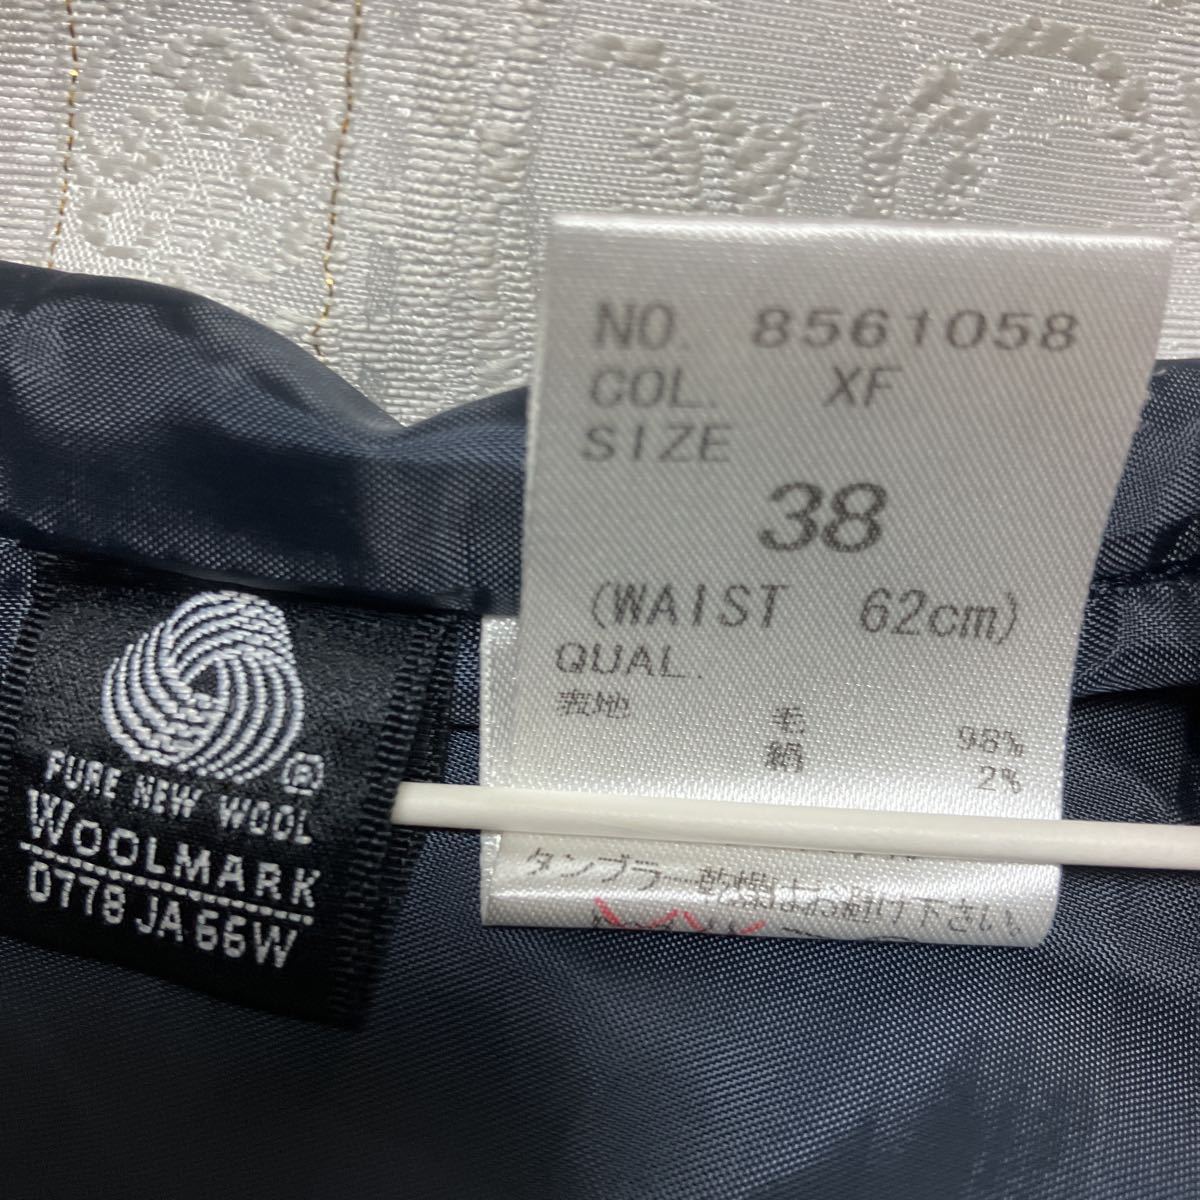 NO. 8561058
COL. XF
SIZE
38
(WAIST 62cm)
QUAL.
表地 毛 98%
絹 2%
タンブラー乾燥はお避け下さい。
PURE NEW WOOL
WOOLMARK
0778 JA 66W